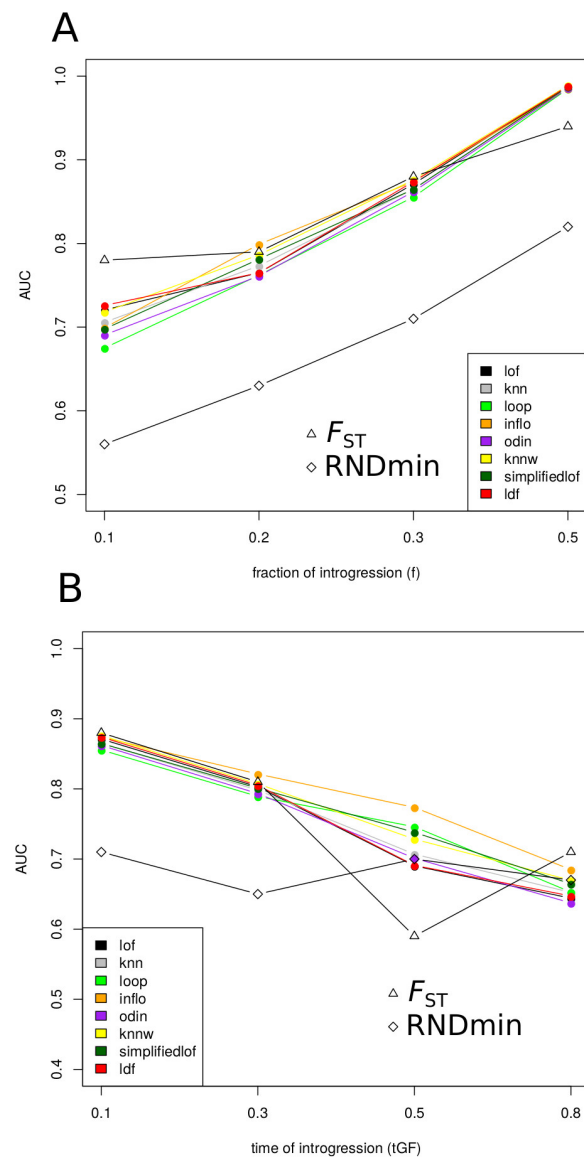 A
1.0
0.9
0.8
0.7
0.6
0.5
AUC
lof
knn
loop
inflo
odin
knnw
simplifiedlof
ldf
FST
RNDmin
0.1 0.2 0.3 0.5
fraction of introgression (f)
B
1.0
0.9
0.8
0.7
0.6
0.5
0.4
AUC
lof
knn
loop
inflo
odin
knnw
simplifiedlof
ldf
FST
RNDmin
0.1 0.3 0.5 0.8
time of introgression (tGF)